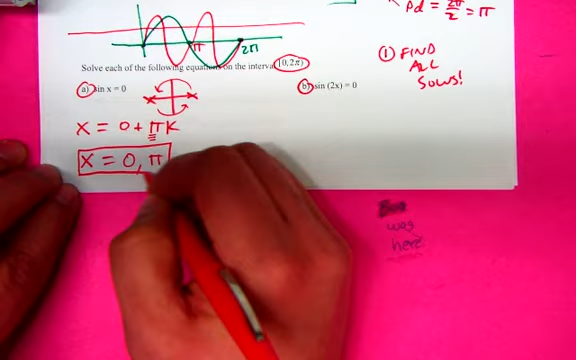 Pd = 2π/2 = π
π
2π
Solve each of the following equations on the interval [0, 2π)
a) sin x = 0
b) sin (2x) = 0
① FIND
ALL
SOLNS!
X = 0 + πK
X = 0, π
was
here